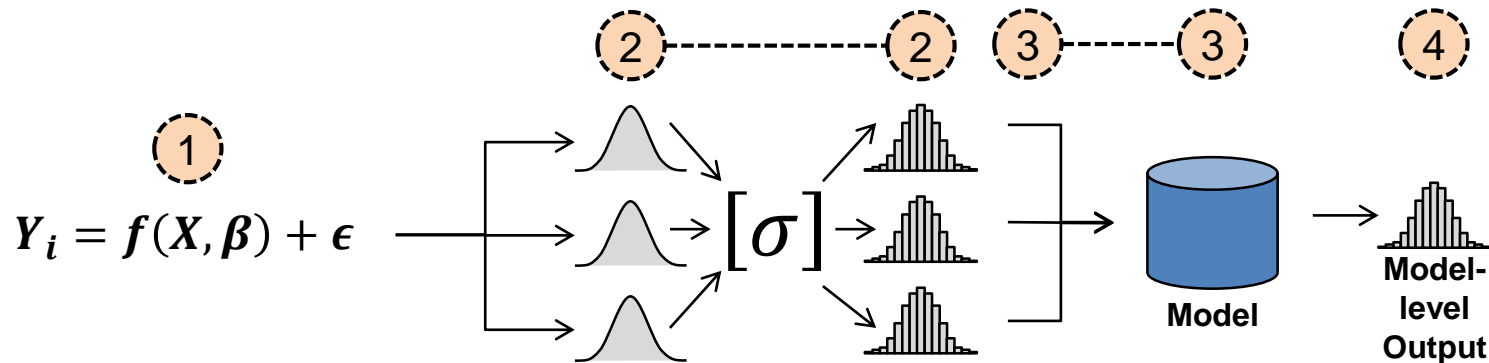 2 2 3 3 4
1
Y_i = f(X, β) + ϵ
[σ]
Model
Model-
level
Output